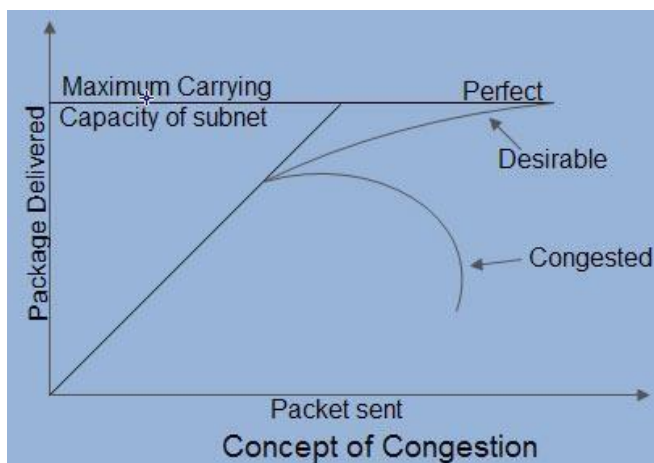 Maximum Carrying
Capacity of subnet
Perfect
Desirable
Congested
Package Delivered
Packet sent
Concept of Congestion